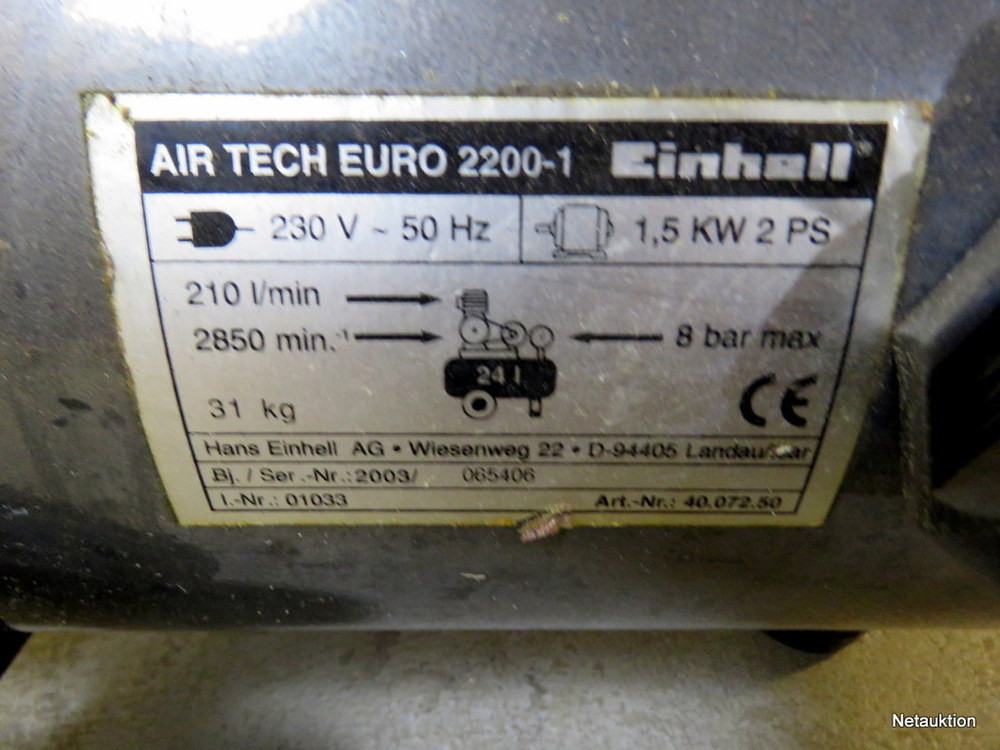 AIR TECH EURO 2200-1 Einhell®
230 V ~ 50 Hz 1,5 KW 2 PS
210 l/min
2850 min.-1 8 bar max
24 l
31 kg CE
Hans Einhell AG • Wiesenweg 22 • D-94405 Landau/Isar
Bj. / Ser.-Nr.: 2003/ 065406
I.-Nr.: 01033 Art.-Nr.: 40.072.50
Netauktion